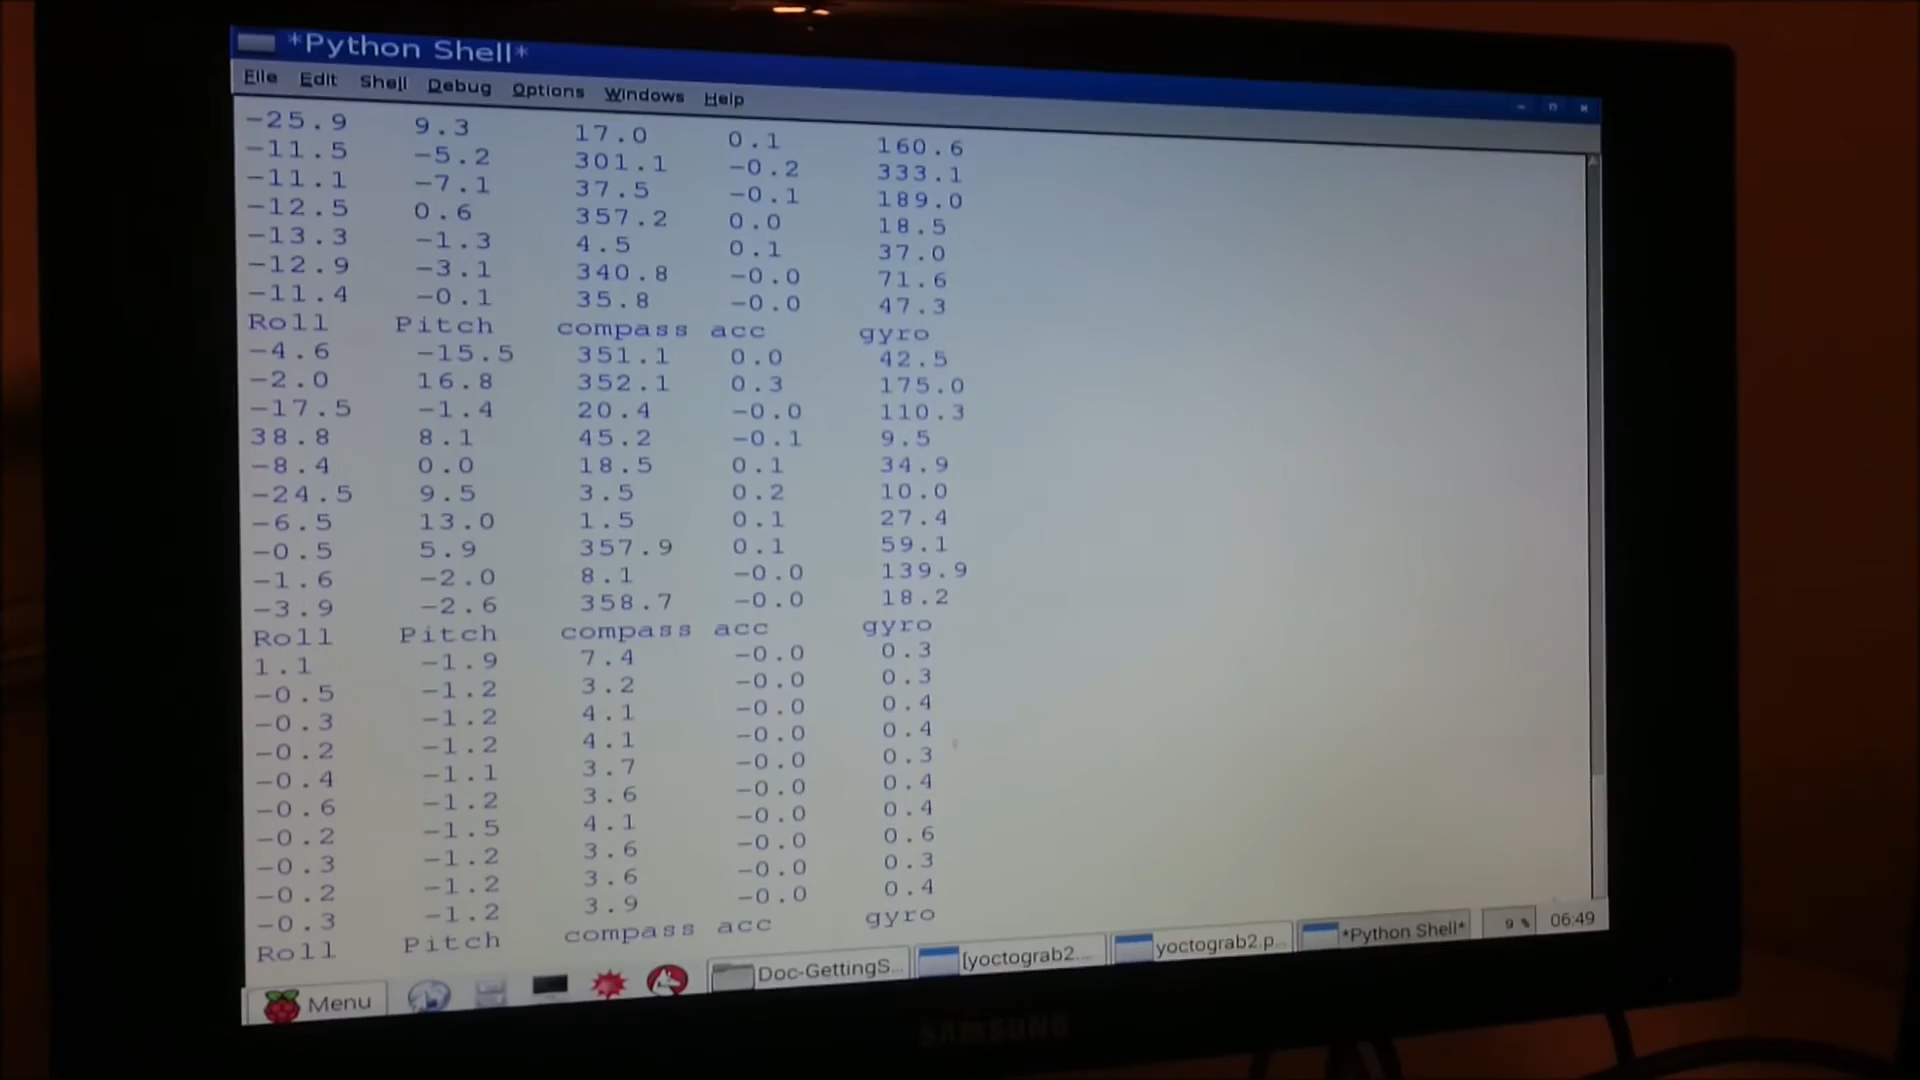 *Python Shell*
File Edit Shell Debug Options Windows Help
-25.9 9.3 17.0 0.1 160.6
-11.5 -5.2 301.1 -0.2 333.1
-11.1 -7.1 37.5 -0.1 189.0
-12.5 0.6 357.2 0.0 18.5
-13.3 -1.3 4.5 0.1 37.0
-12.9 -3.1 340.8 -0.0 71.6
-11.4 -0.1 35.8 -0.0 47.3
Roll Pitch compass acc gyro
-4.6 -15.5 351.1 0.0 42.5
-2.0 16.8 352.1 0.3 175.0
-17.5 -1.4 20.4 -0.0 110.3
38.8 8.1 45.2 -0.1 9.5
-8.4 0.0 18.5 0.1 34.9
-24.5 9.5 3.5 0.2 10.0
-6.5 13.0 1.5 0.1 27.4
-0.5 5.9 357.9 0.1 59.1
-1.6 -2.0 8.1 -0.0 139.9
-3.9 -2.6 358.7 -0.0 18.2
Roll Pitch compass acc gyro
1.1 -1.9 7.4 -0.0 0.3
-0.5 -1.2 3.2 -0.0 0.3
-0.3 -1.2 4.1 -0.0 0.4
-0.2 -1.2 4.1 -0.0 0.4
-0.4 -1.1 3.7 -0.0 0.3
-0.6 -1.2 3.6 -0.0 0.4
-0.2 -1.5 4.1 -0.0 0.4
-0.3 -1.2 3.6 -0.0 0.6
-0.2 -1.2 3.6 -0.0 0.3
-0.3 -1.2 3.9 -0.0 0.4
Roll Pitch compass acc gyro
Menu Doc-GettingS... [yoctograb2.... yoctograb2.p... *Python Shell* 9 % 06:49
SAMSUNG